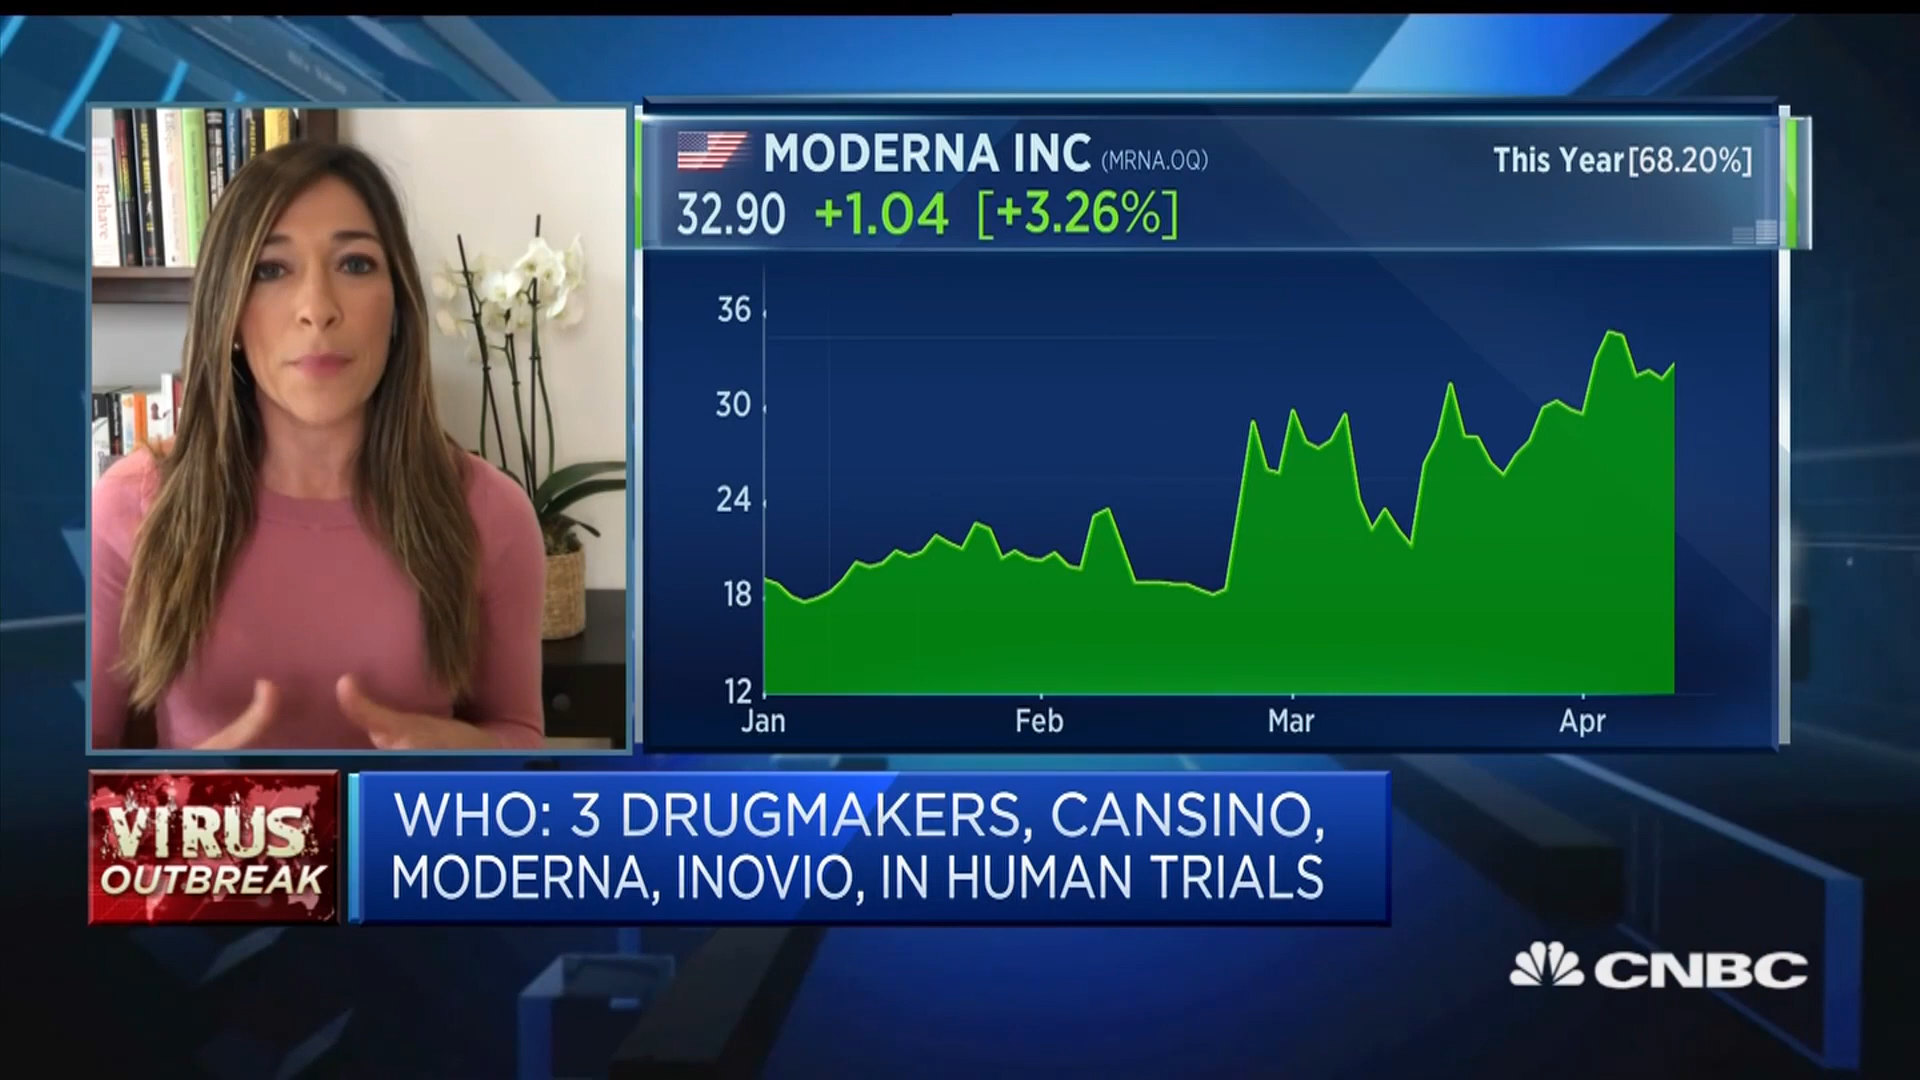 Behave
MODERNA INC (MRNA.OQ)
This Year [68.20%]
32.90 +1.04 [+3.26%]
36
30
24
18
12
Jan Feb Mar Apr
VIRUS
OUTBREAK
WHO: 3 DRUGMAKERS, CANSINO,
MODERNA, INOVIO, IN HUMAN TRIALS
CNBC